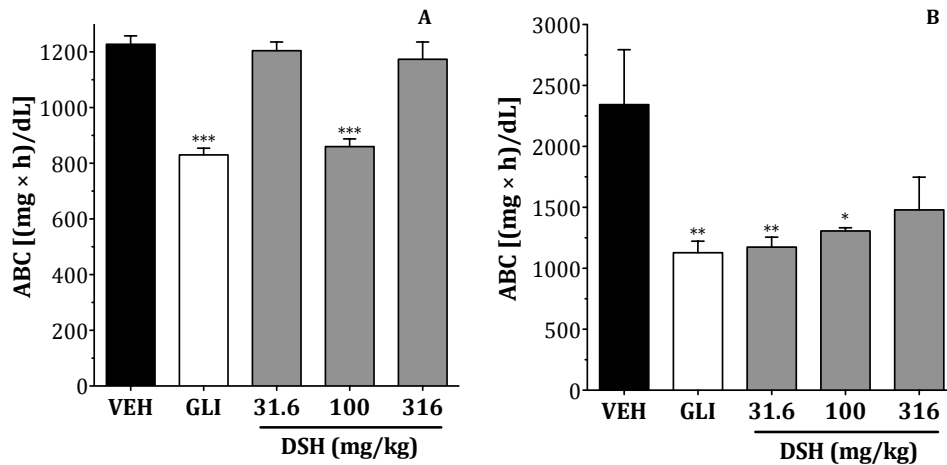 A
ABC [(mg × h)/dL]
1200
1000
800
600
400
200
0
***
***
VEH GLI 31.6 100 316
DSH (mg/kg)
B
ABC [(mg × h)/dL]
3000
2500
2000
1500
1000
500
0
**
**
*
VEH GLI 31.6 100 316
DSH (mg/kg)